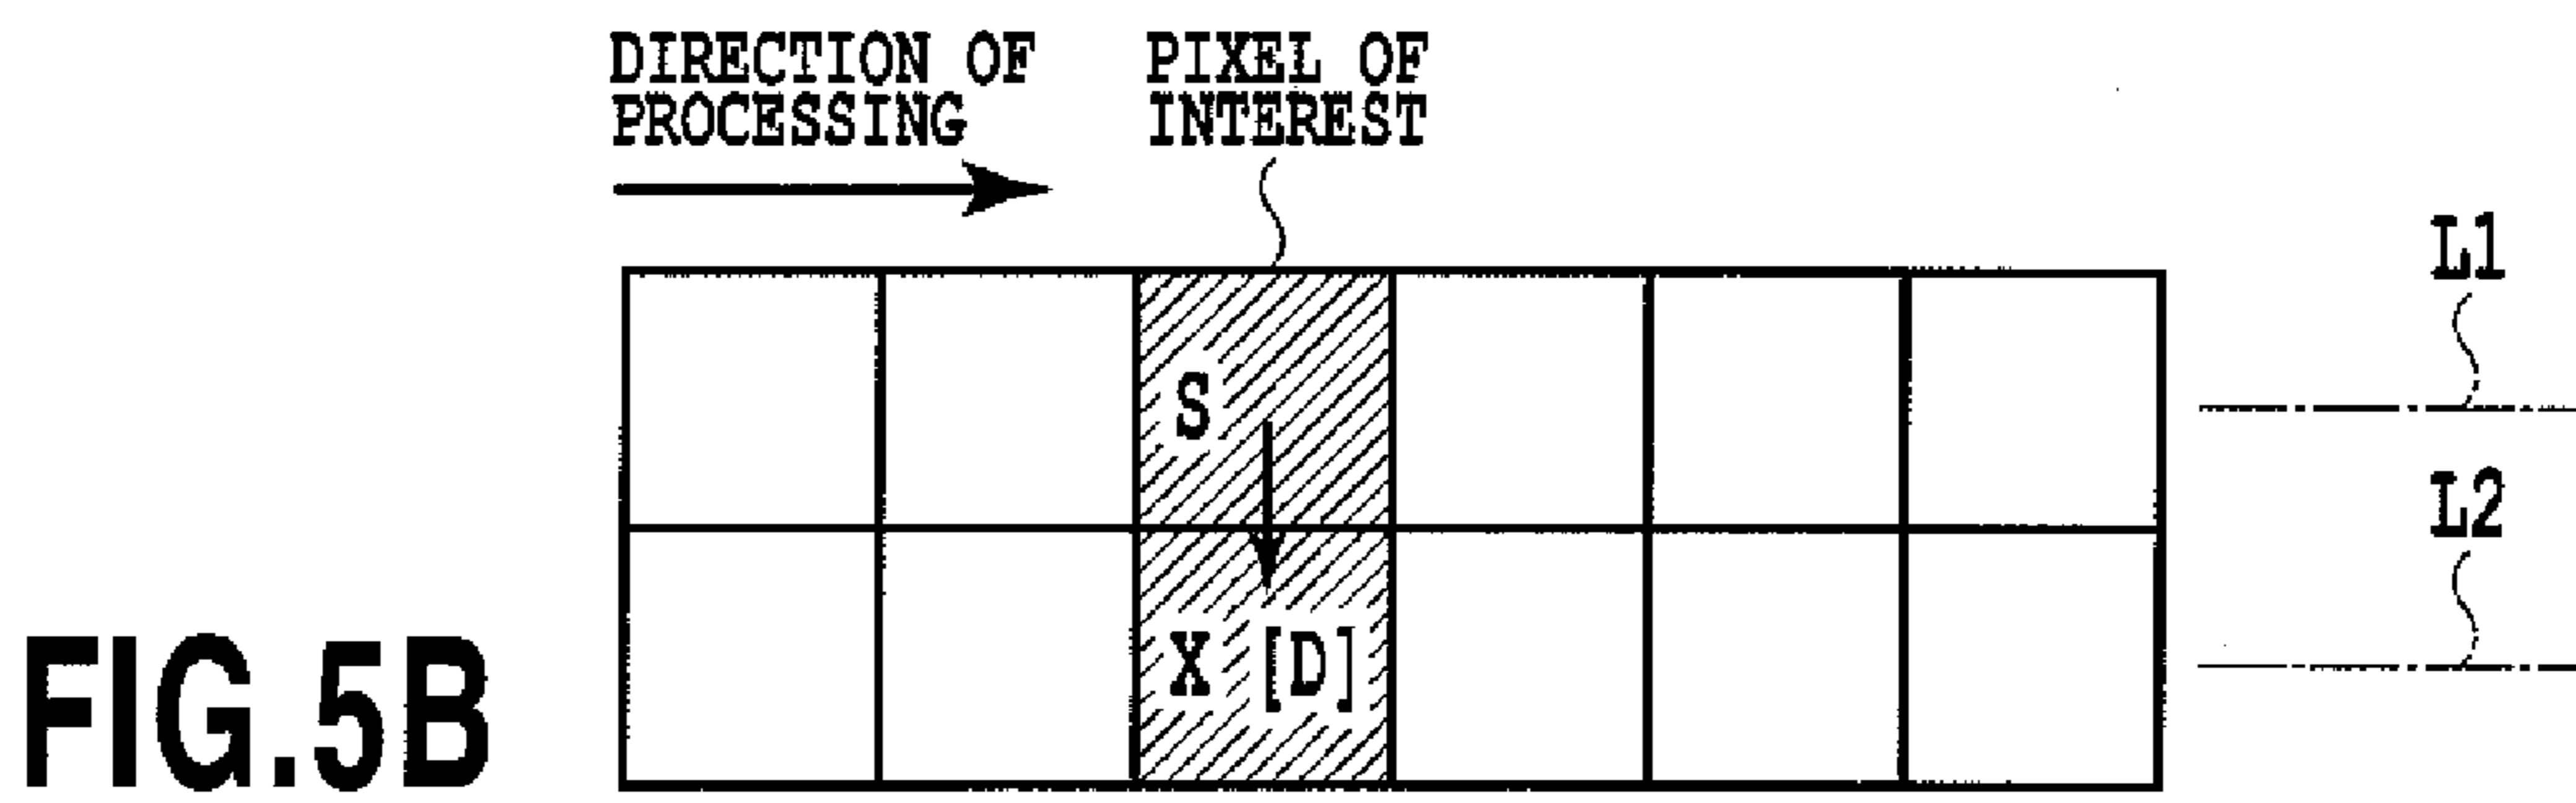 DIRECTION OF
PROCESSING
PIXEL OF
INTEREST
L1
S
L2
X [D]
FIG.5B